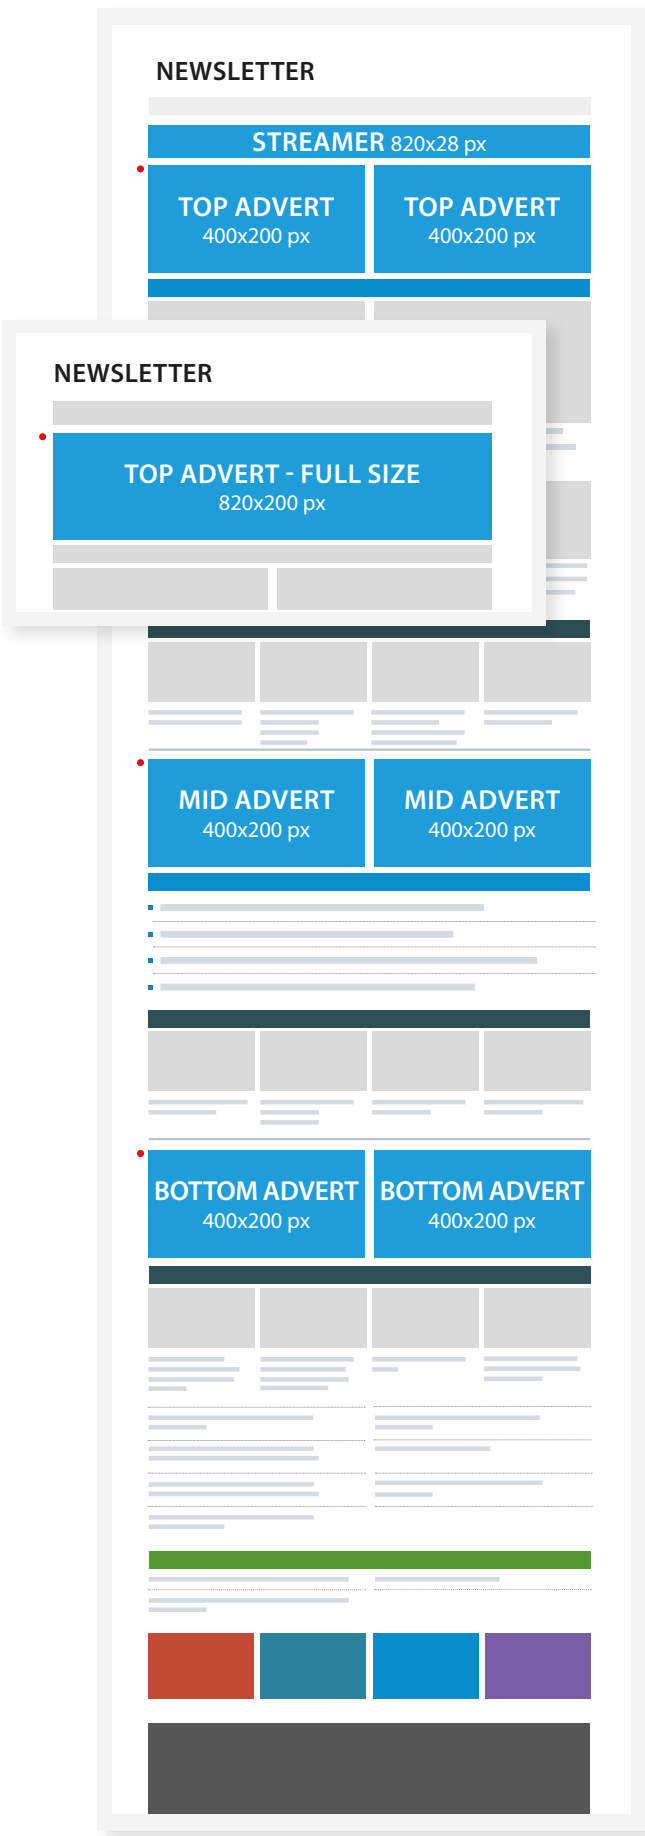 NEWSLETTER
STREAMER 820x28 px
TOP ADVERT
400x200 px
TOP ADVERT
400x200 px
NEWSLETTER
TOP ADVERT - FULL SIZE
820x200 px
MID ADVERT
400x200 px
MID ADVERT
400x200 px
BOTTOM ADVERT
400x200 px
BOTTOM ADVERT
400x200 px